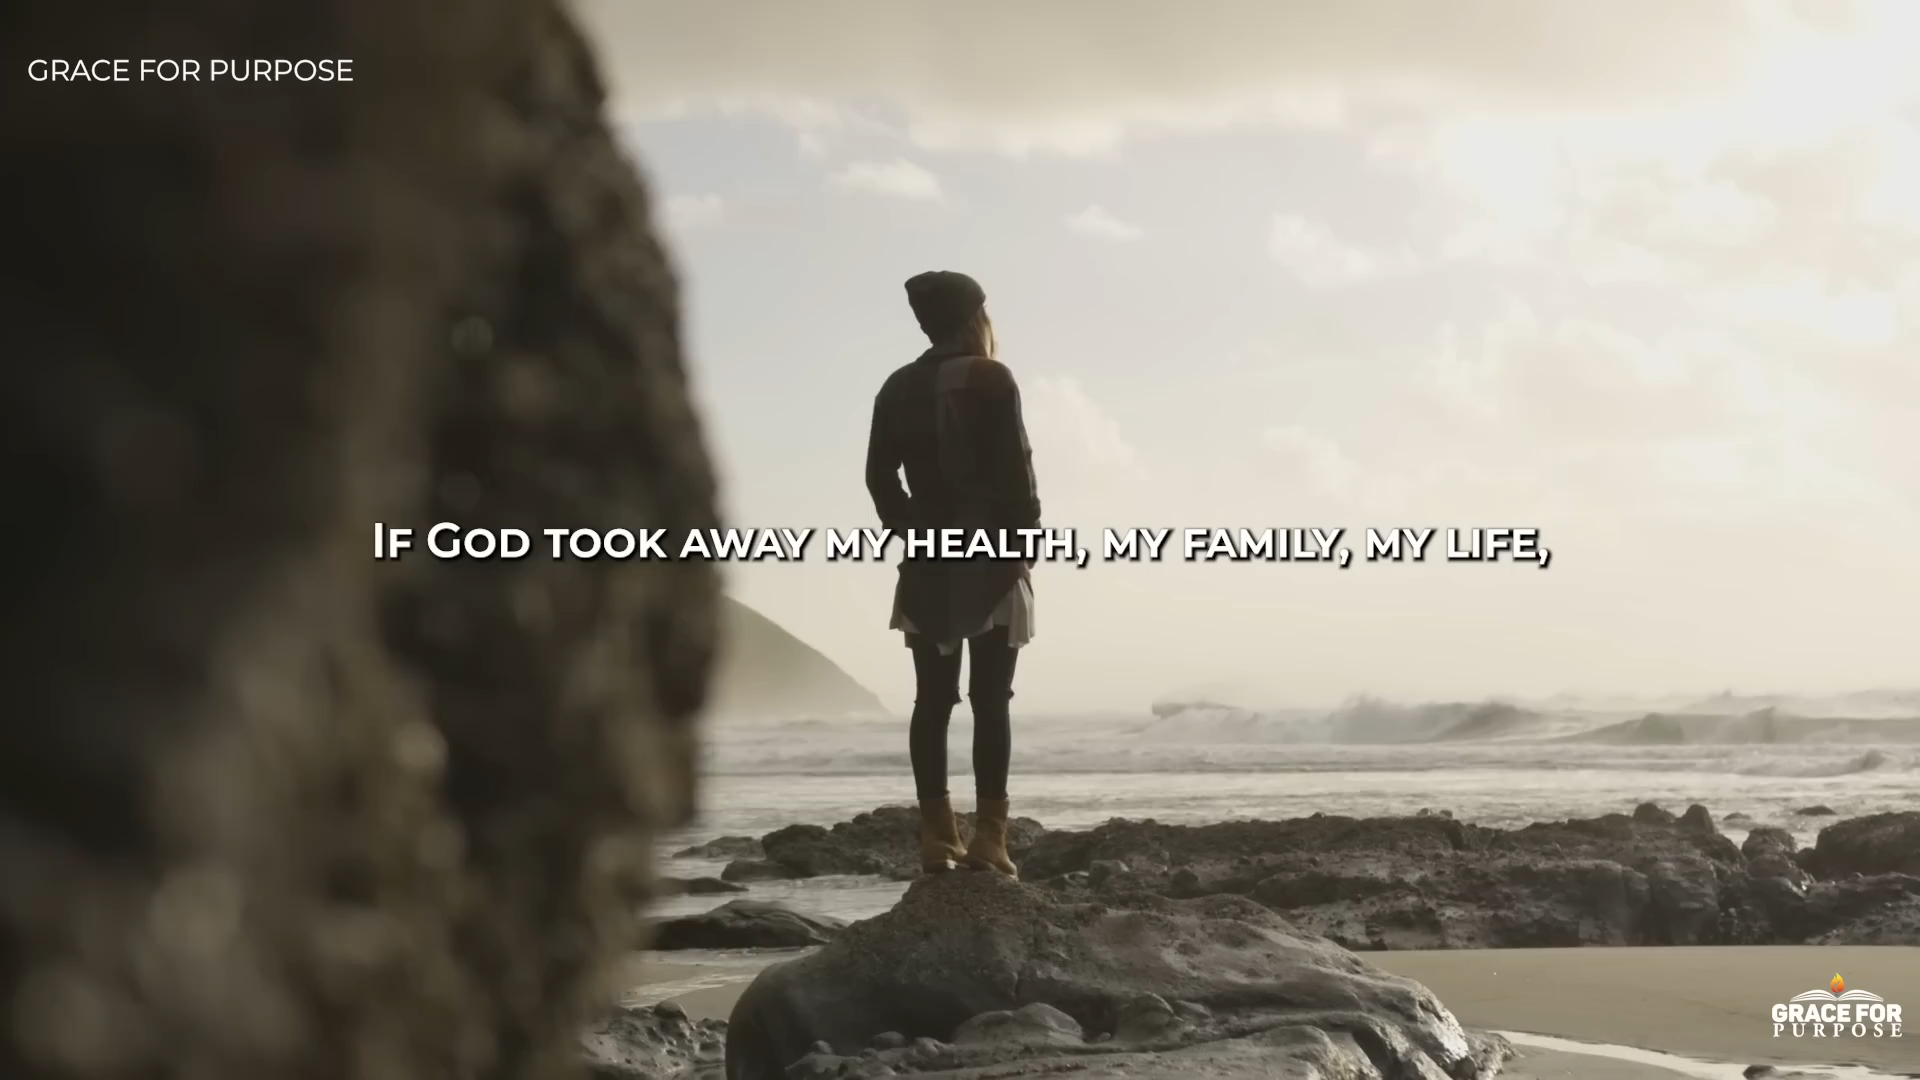 GRACE FOR PURPOSE
If God took away my health, my family, my life,
GRACE FOR
PURPOSE